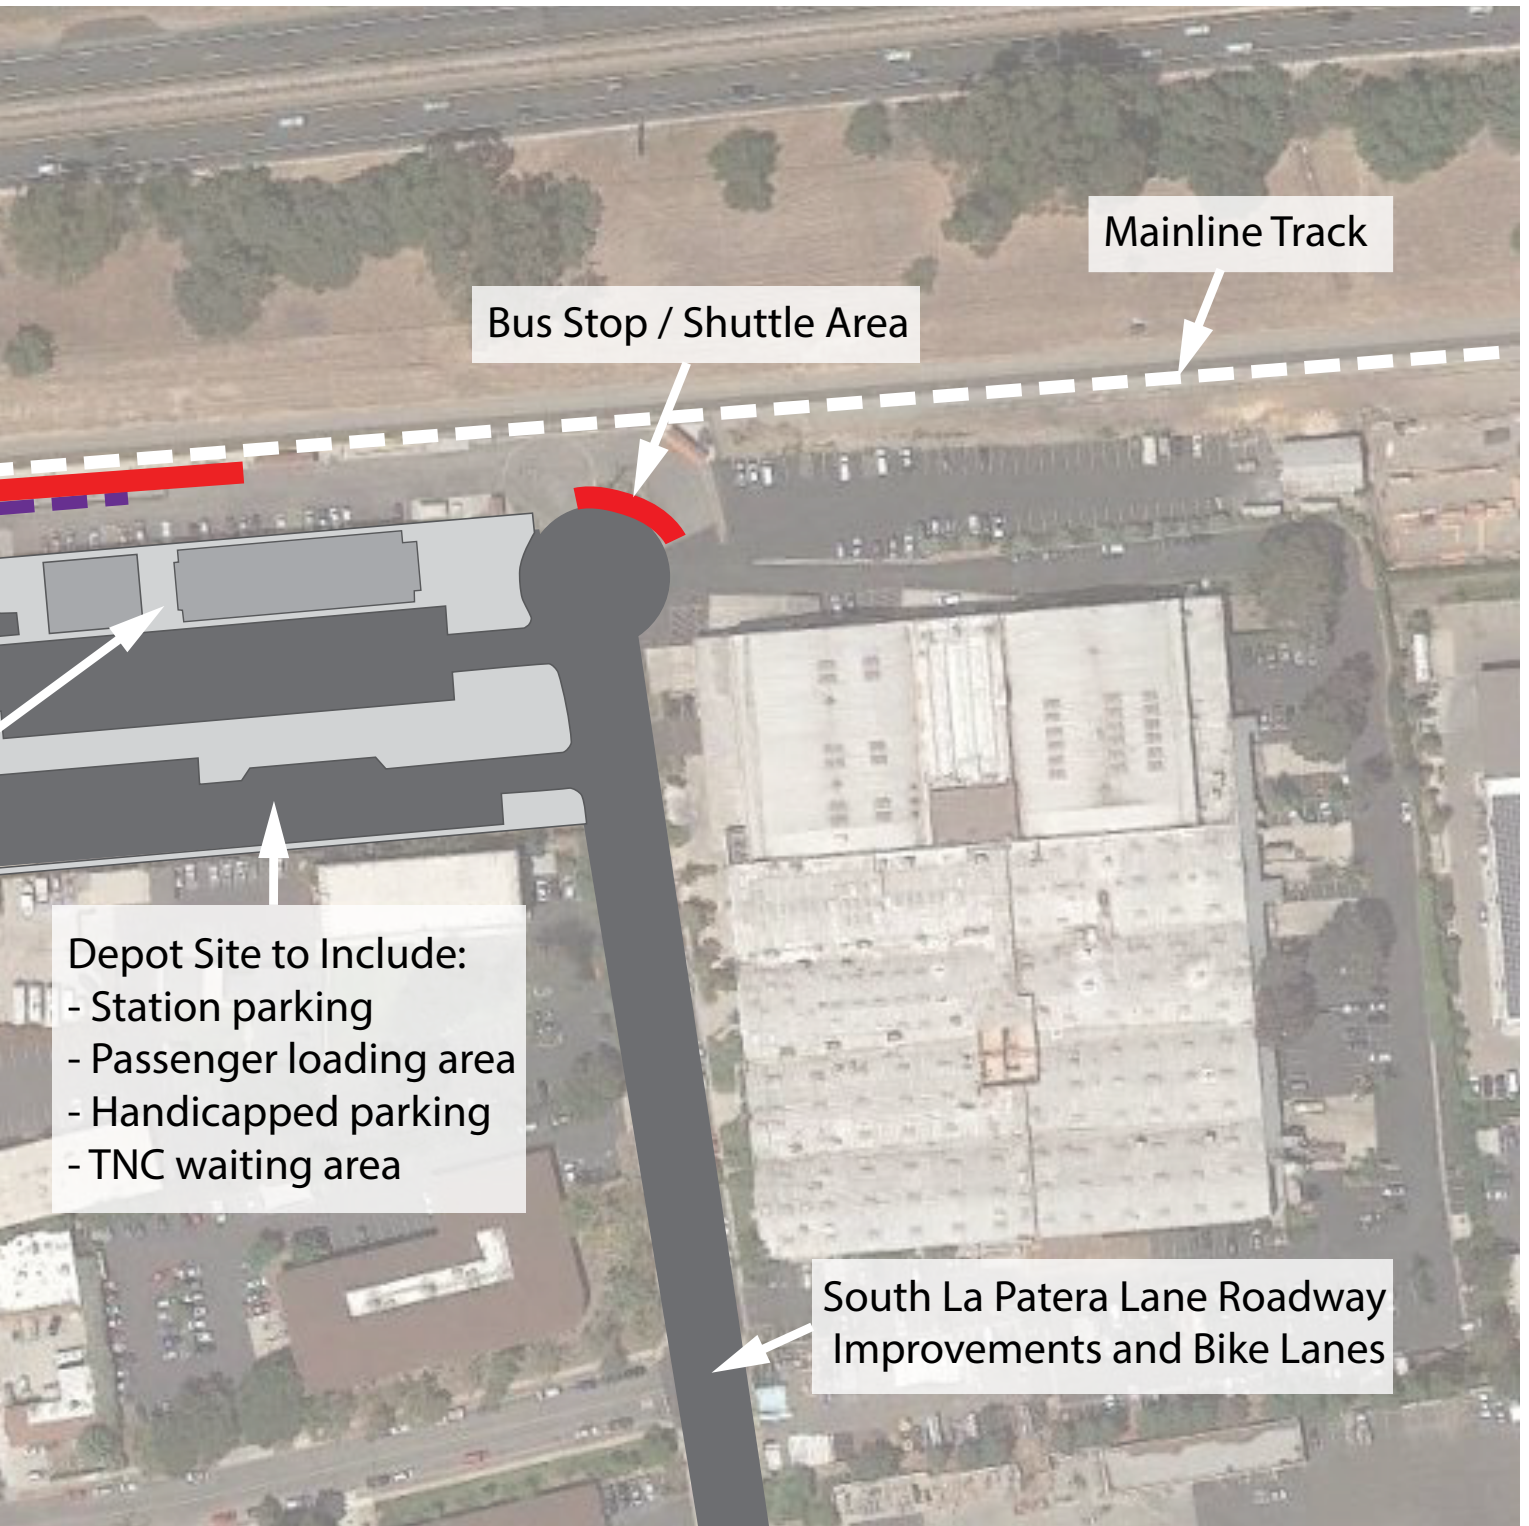 Mainline Track
Bus Stop / Shuttle Area
Depot Site to Include:
- Station parking
- Passenger loading area
- Handicapped parking
- TNC waiting area
South La Patera Lane Roadway
Improvements and Bike Lanes